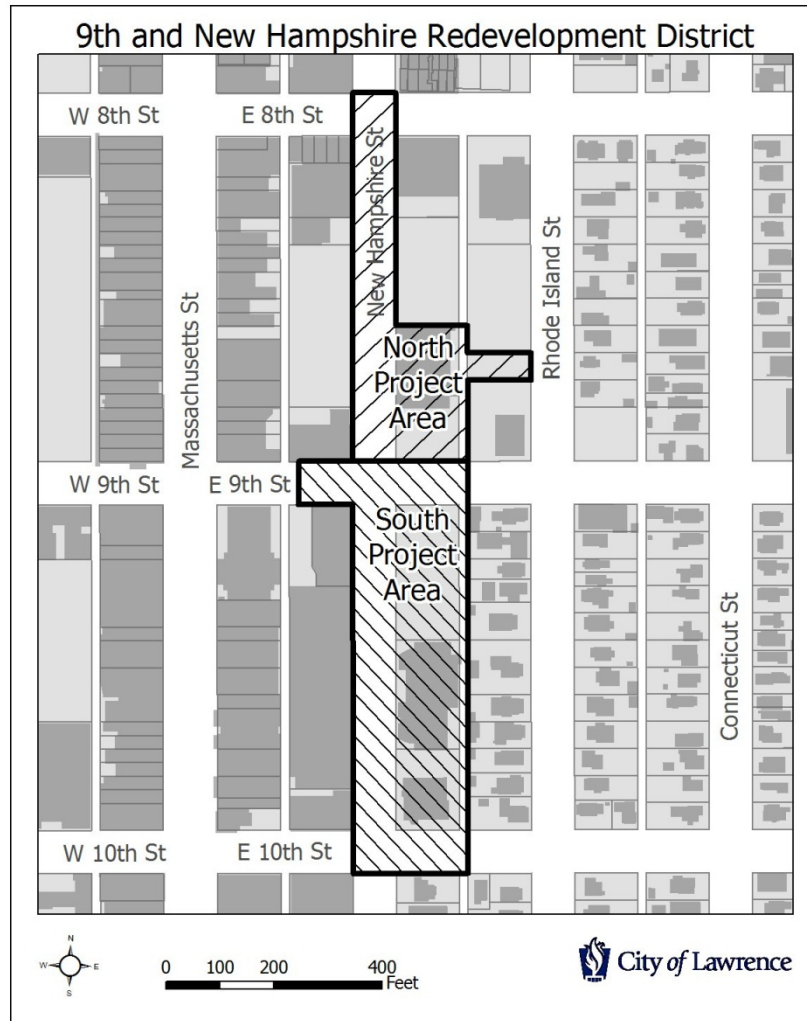 9th and New Hampshire Redevelopment District
W 8th St
E 8th St
New Hampshire St
Rhode Island St
Massachusetts St
North
Project
Area
W 9th St
E 9th St
South
Project
Area
Connecticut St
W 10th St
E 10th St
N
W
E
S
0 100 200 400
Feet
City of Lawrence